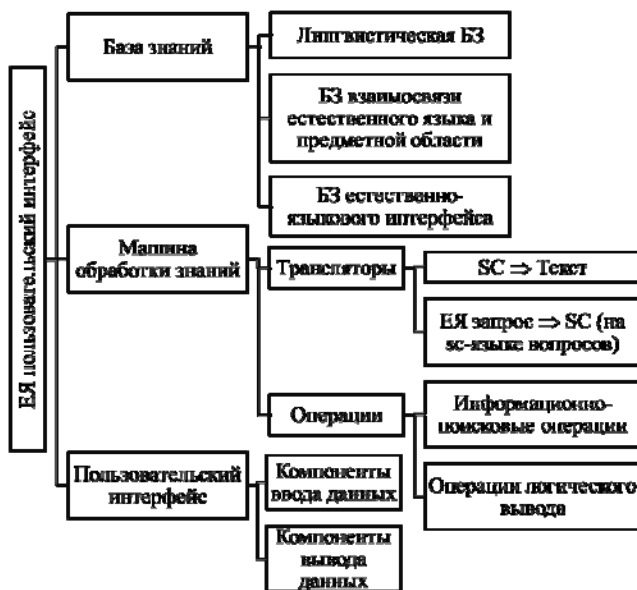 ЕЯ пользовательский интерфейс
База знаний
Лингвистическая БЗ
БЗ взаимосвязи
естественного языка и
предметной области
БЗ естественно-
языкового интерфейса
Машина
обработки знаний
Трансляторы
SC ⇒ Текст
ЕЯ запрос ⇒ SC (на
sc-языке вопросов)
Операции
Информационно-
поисковые операции
Операции логического
вывода
Пользовательский
интерфейс
Компоненты
ввода данных
Компоненты
вывода
данных